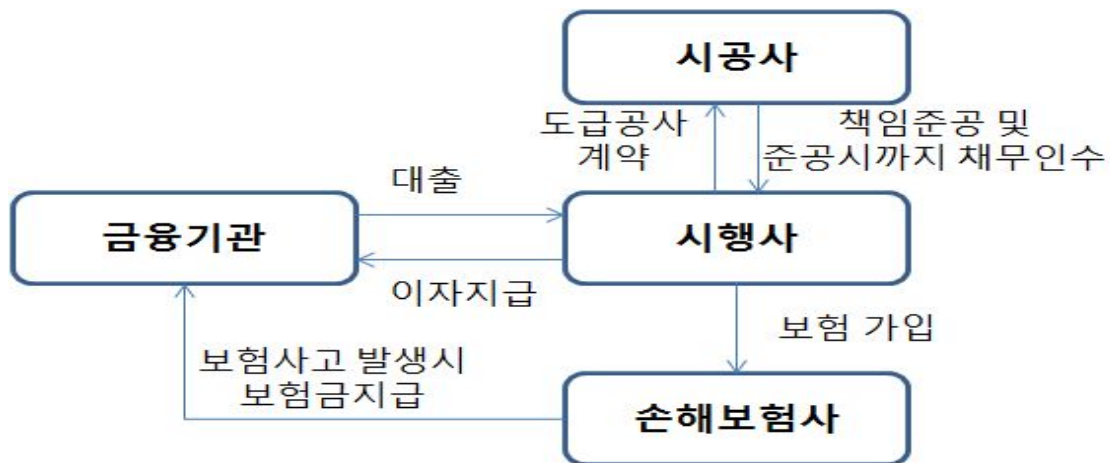 시공사
도급공사
계약
책임준공 및
준공시까지 채무인수
대출
금융기관
시행사
이자지급
보험 가입
보험사고 발생시
보험금지급
손해보험사